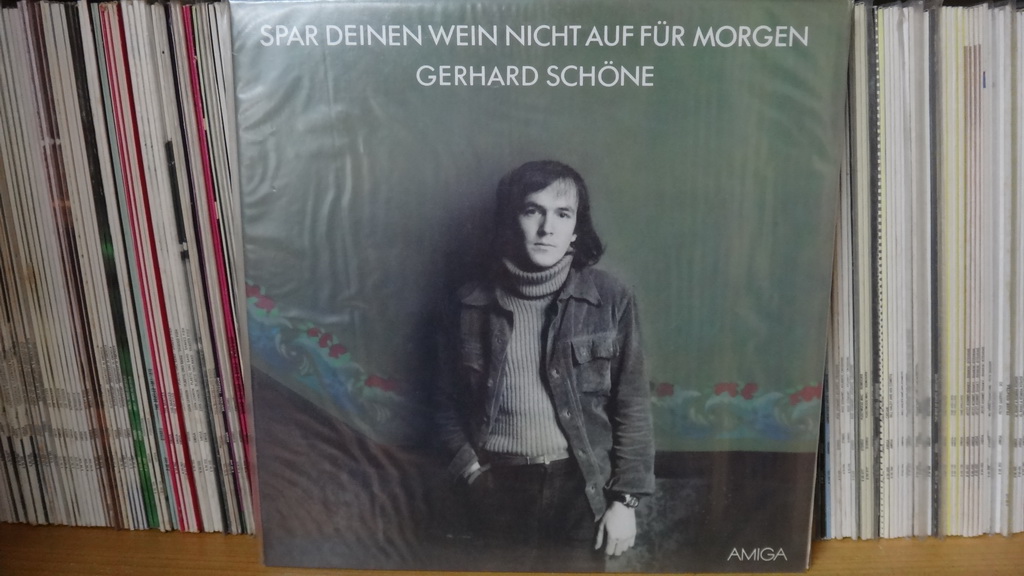 SPAR DEINEN WEIN NICHT AUF FÜR MORGEN
GERHARD SCHÖNE
AMIGA